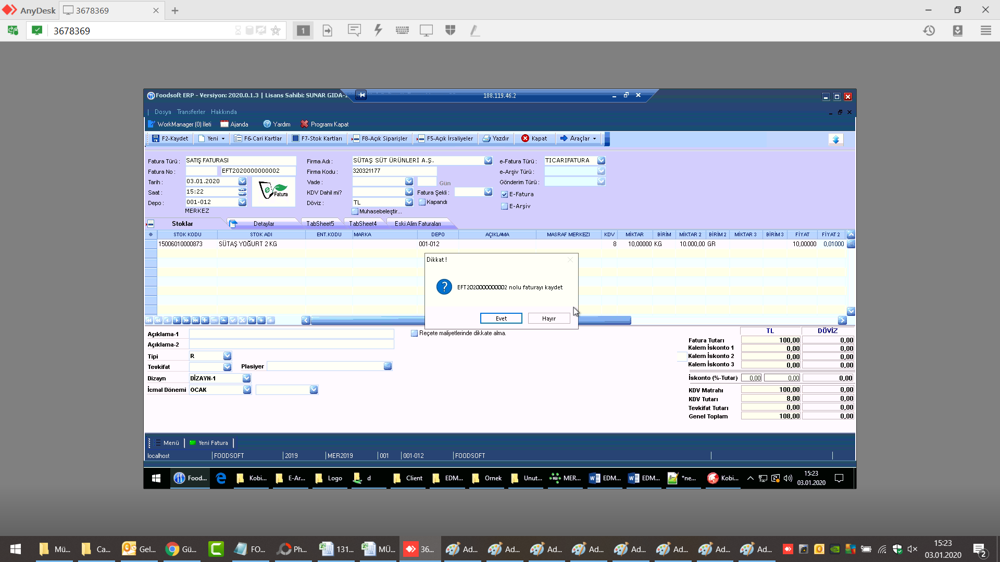 AnyDesk 3678369
3678369
Foodsoft ERP - Versiyon: 2020.0.1.3 | Lisans Sahibi: SUNAR GIDA- 188.119.46.2
Dosya Transferler Hakkında
WorkManager (0) İleti Ajanda Yardım Programı Kapat
F2-Kaydet Yeni F6-Cari Kartlar F7-Stok Kartları F8-Açık Siparişler F5-Açık İrsaliyeler Yazdır Kapat Araçlar
Fatura Türü : SATIŞ FATURASI Firma Adı : SÜTAŞ SÜT ÜRÜNLERİ A.Ş. e-Fatura Türü : TICARIFATURA
Fatura No : EFT2020000000002 Firma Kodu : 320321177 e-Arşiv Türü :
Tarih : 03.01.2020 Vade : Gün Gönderim Türü :
Saat : 15:22 e Fatura KDV Dahil mi? Fatura Şekli : E-Fatura
Depo : 001-012 Döviz : TL Kapandı E-Arşiv
MERKEZ Muhasebeleştir...
Stoklar Detaylar TabSheet5 TabSheet4 Eski Alim Faturaları
STOK KODU STOK ADI ENT.KODU MARKA DEPO AÇIKLAMA MASRAF MERKEZI KDV MİKTAR BİRİM MİKTAR 2 BİRİM 2 MİKTAR 3 BİRİM 3 FİYAT FİYAT 2
15006010000873 SÜTAŞ YOĞURT 2 KG 001-012 8 10,00000 KG 10.000,00 GR 10,00000 0,01000
Dikkat !
EFT2020000000002 nolu faturayı kaydet
Evet Hayır
Açıklama-1 Reçete maliyetlerinde dikkate alma.
Açıklama-2
Tipi R
Tevkifat Plasiyer
Dizayn DİZAYN-1
İcmal Dönemi OCAK
TL DÖVİZ
Fatura Tutarı 100,00 0,00
Kalem İskonto 1 0,00 0,00
Kalem İskonto 2 0,00 0,00
Kalem İskonto 3 0,00 0,00
İskonto (%-Tutar) 0,00 0,00 0,00
KDV Matrahı 100,00 0,00
KDV Tutarı 8,00 0,00
Tevkifat Tutarı 0,00 0,00
Genel Toplam 108,00 0,00
Menü Yeni Fatura
localhost FOODSOFT 2019 MER2019 001 001-012 FOODSOFT
Food... Kobi... E-Ar... Logo d Client EDM... Ornek Unut... MER... EDM... EDM... *ne... Kobi... 15:23
03.01.2020
Mü... Ca... Gel... Gü... FO... Ph... 131... MÜ... 36... Ad... Ad... Ad... Ad... Ad... Ad... Ad... Ad... 15:23
03.01.2020 2